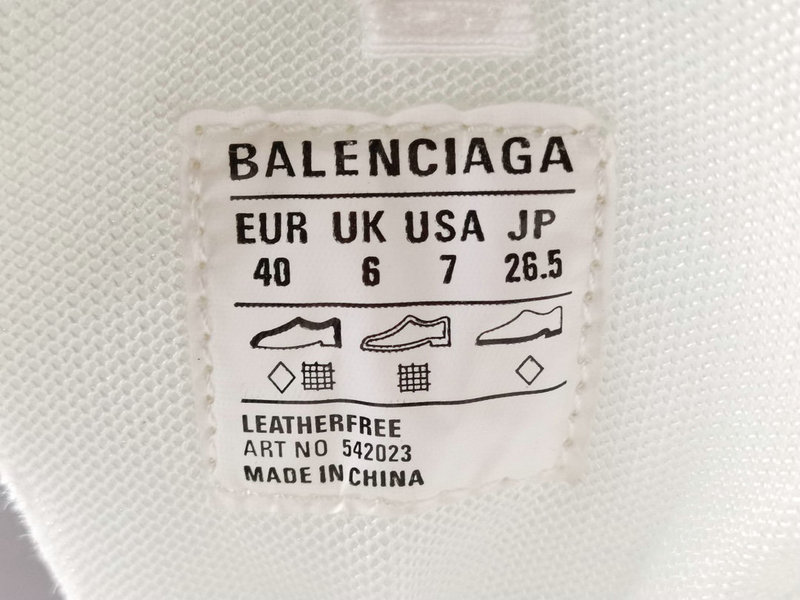 BALENCIAGA
EUR UK USA JP
40 6 7 26.5
LEATHERFREE
ART NO 542023
MADE IN CHINA